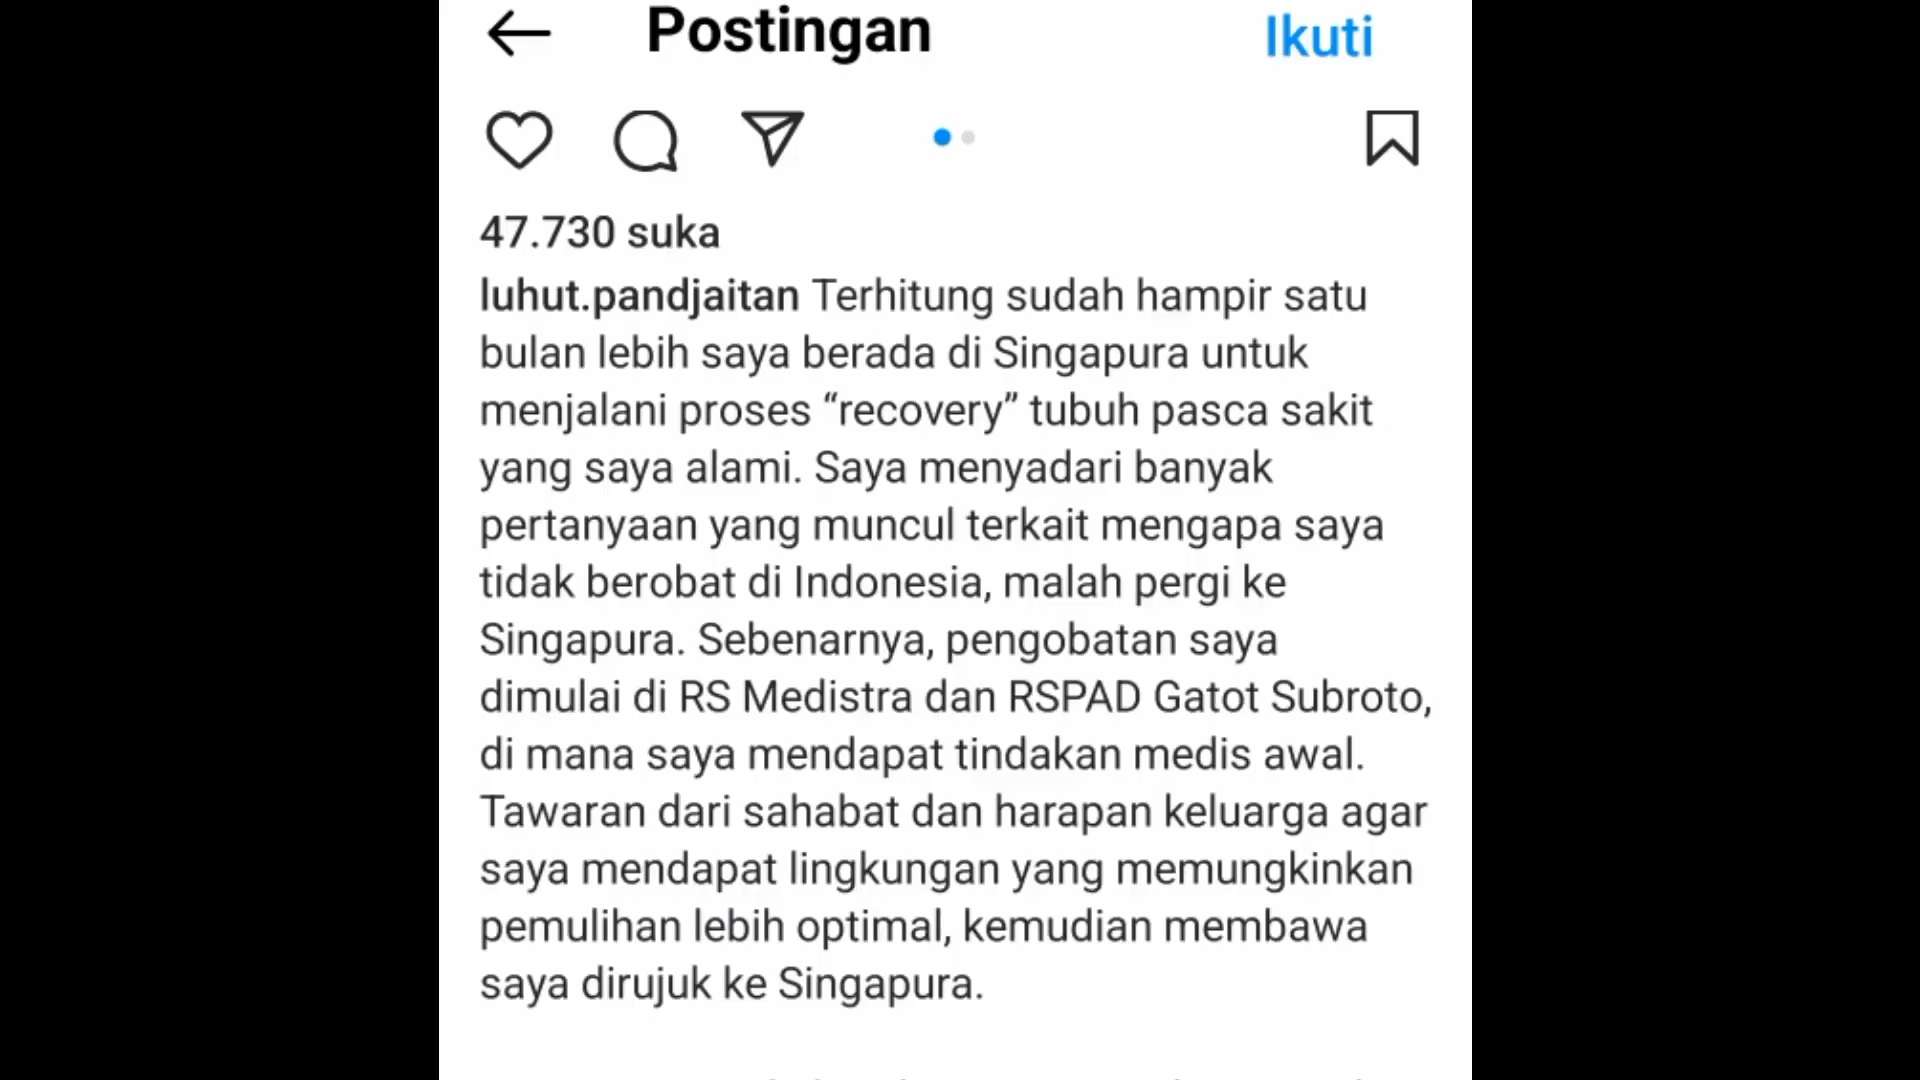 Postingan
Ikuti
47.730 suka
luhut.pandjaitan Terhitung sudah hampir satu
bulan lebih saya berada di Singapura untuk
menjalani proses “recovery” tubuh pasca sakit
yang saya alami. Saya menyadari banyak
pertanyaan yang muncul terkait mengapa saya
tidak berobat di Indonesia, malah pergi ke
Singapura. Sebenarnya, pengobatan saya
dimulai di RS Medistra dan RSPAD Gatot Subroto,
di mana saya mendapat tindakan medis awal.
Tawaran dari sahabat dan harapan keluarga agar
saya mendapat lingkungan yang memungkinkan
pemulihan lebih optimal, kemudian membawa
saya dirujuk ke Singapura.